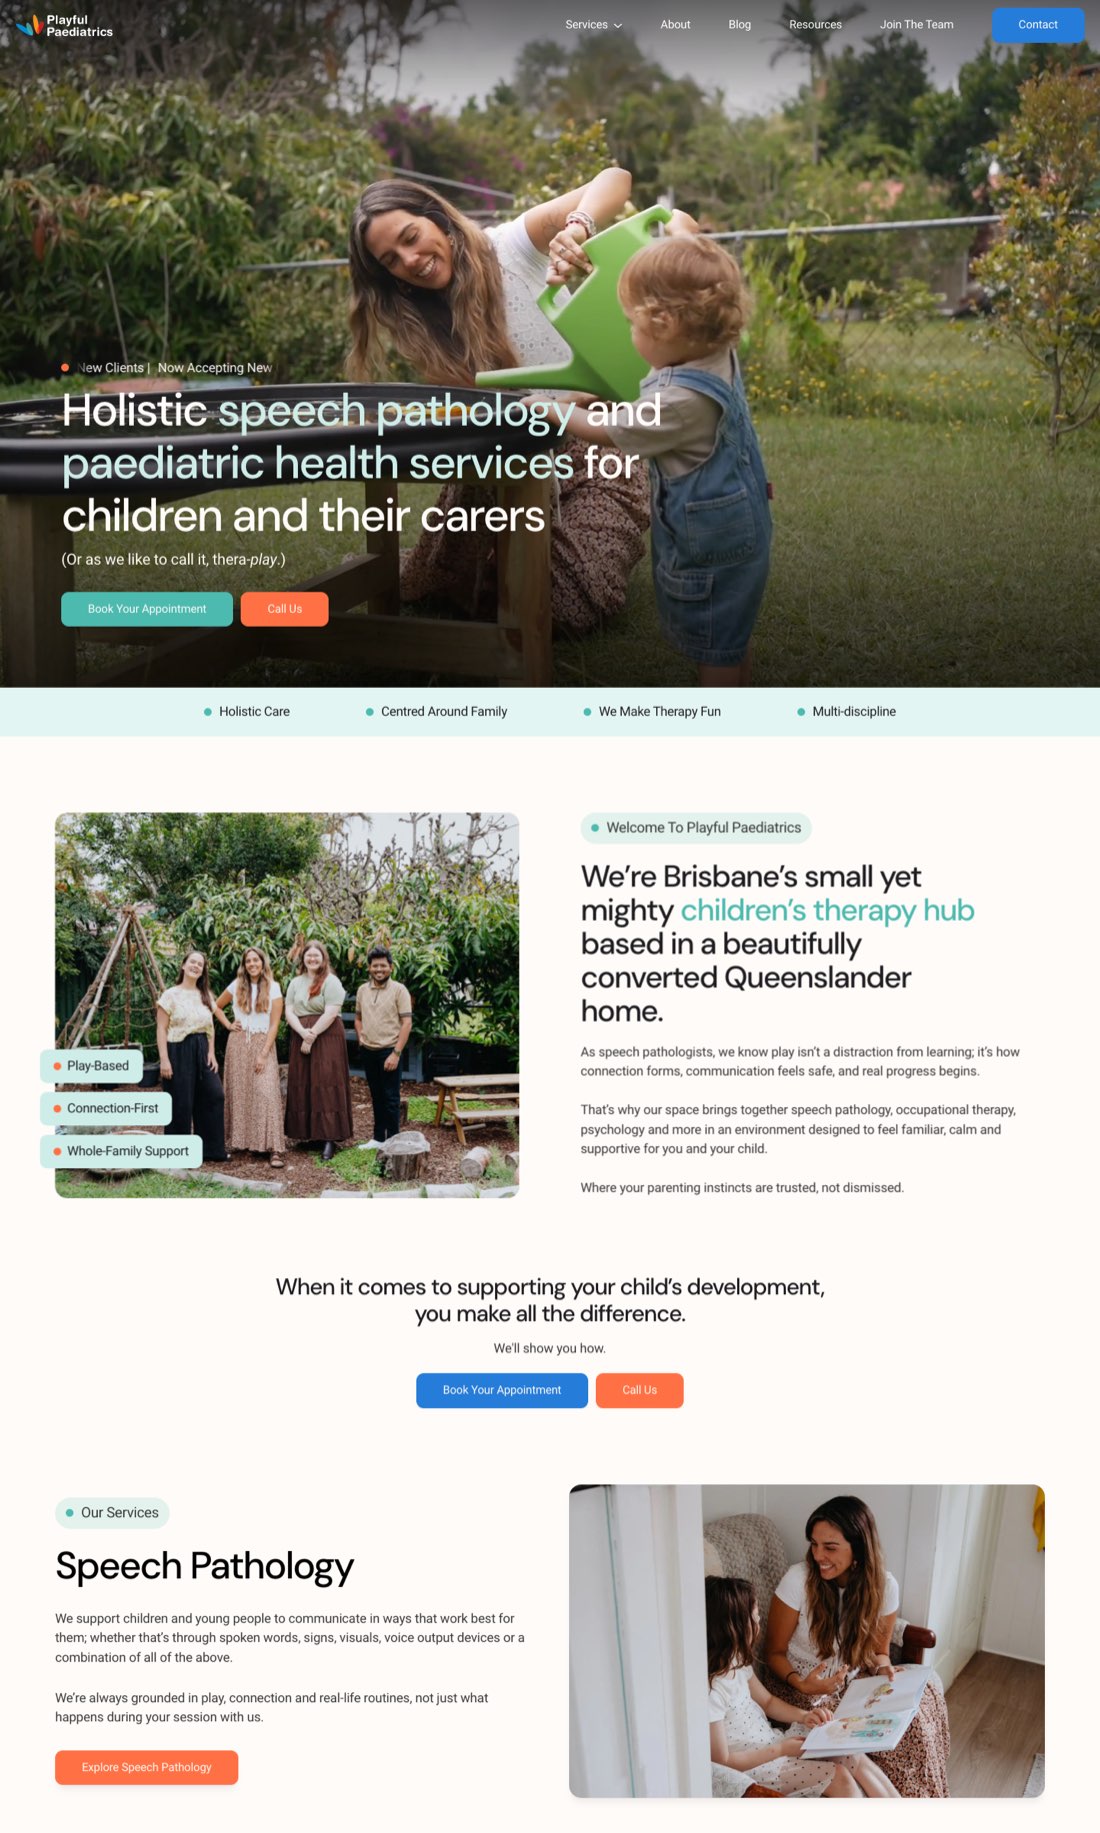 Playful
Paediatrics
Services
About
Blog
Resources
Join The Team
Contact
New Clients | Now Accepting New
Holistic speech pathology and
paediatric health services for
children and their carers
(Or as we like to call it, thera-play.)
Book Your Appointment
Call Us
Holistic Care
Centred Around Family
We Make Therapy Fun
Multi-discipline
Welcome To Playful Paediatrics
We’re Brisbane’s small yet
mighty children’s therapy hub
based in a beautifully
converted Queenslander
home.
As speech pathologists, we know play isn’t a distraction from learning; it’s how
connection forms, communication feels safe, and real progress begins.
That’s why our space brings together speech pathology, occupational therapy,
psychology and more in an environment designed to feel familiar, calm and
supportive for you and your child.
Where your parenting instincts are trusted, not dismissed.
Play-Based
Connection-First
Whole-Family Support
When it comes to supporting your child’s development,
you make all the difference.
We'll show you how.
Book Your Appointment
Call Us
Our Services
Speech Pathology
We support children and young people to communicate in ways that work best for
them; whether that’s through spoken words, signs, visuals, voice output devices or a
combination of all of the above.
We’re always grounded in play, connection and real-life routines, not just what
happens during your session with us.
Explore Speech Pathology